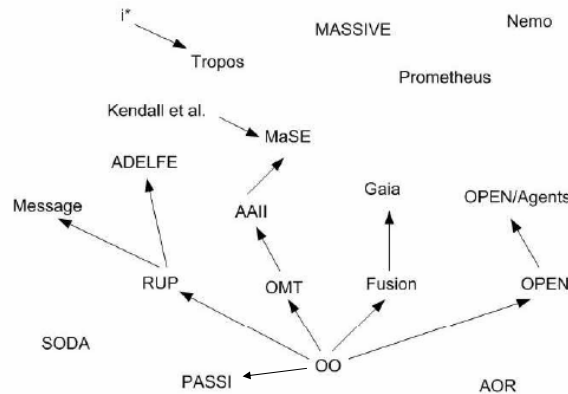 i*
MASSIVE
Nemo
Tropos
Prometheus
Kendall et al.
MaSE
ADELFE
Gaia
OPEN/Agents
Message
AAII
RUP
OMT
Fusion
OPEN
SODA
OO
PASSI
AOR